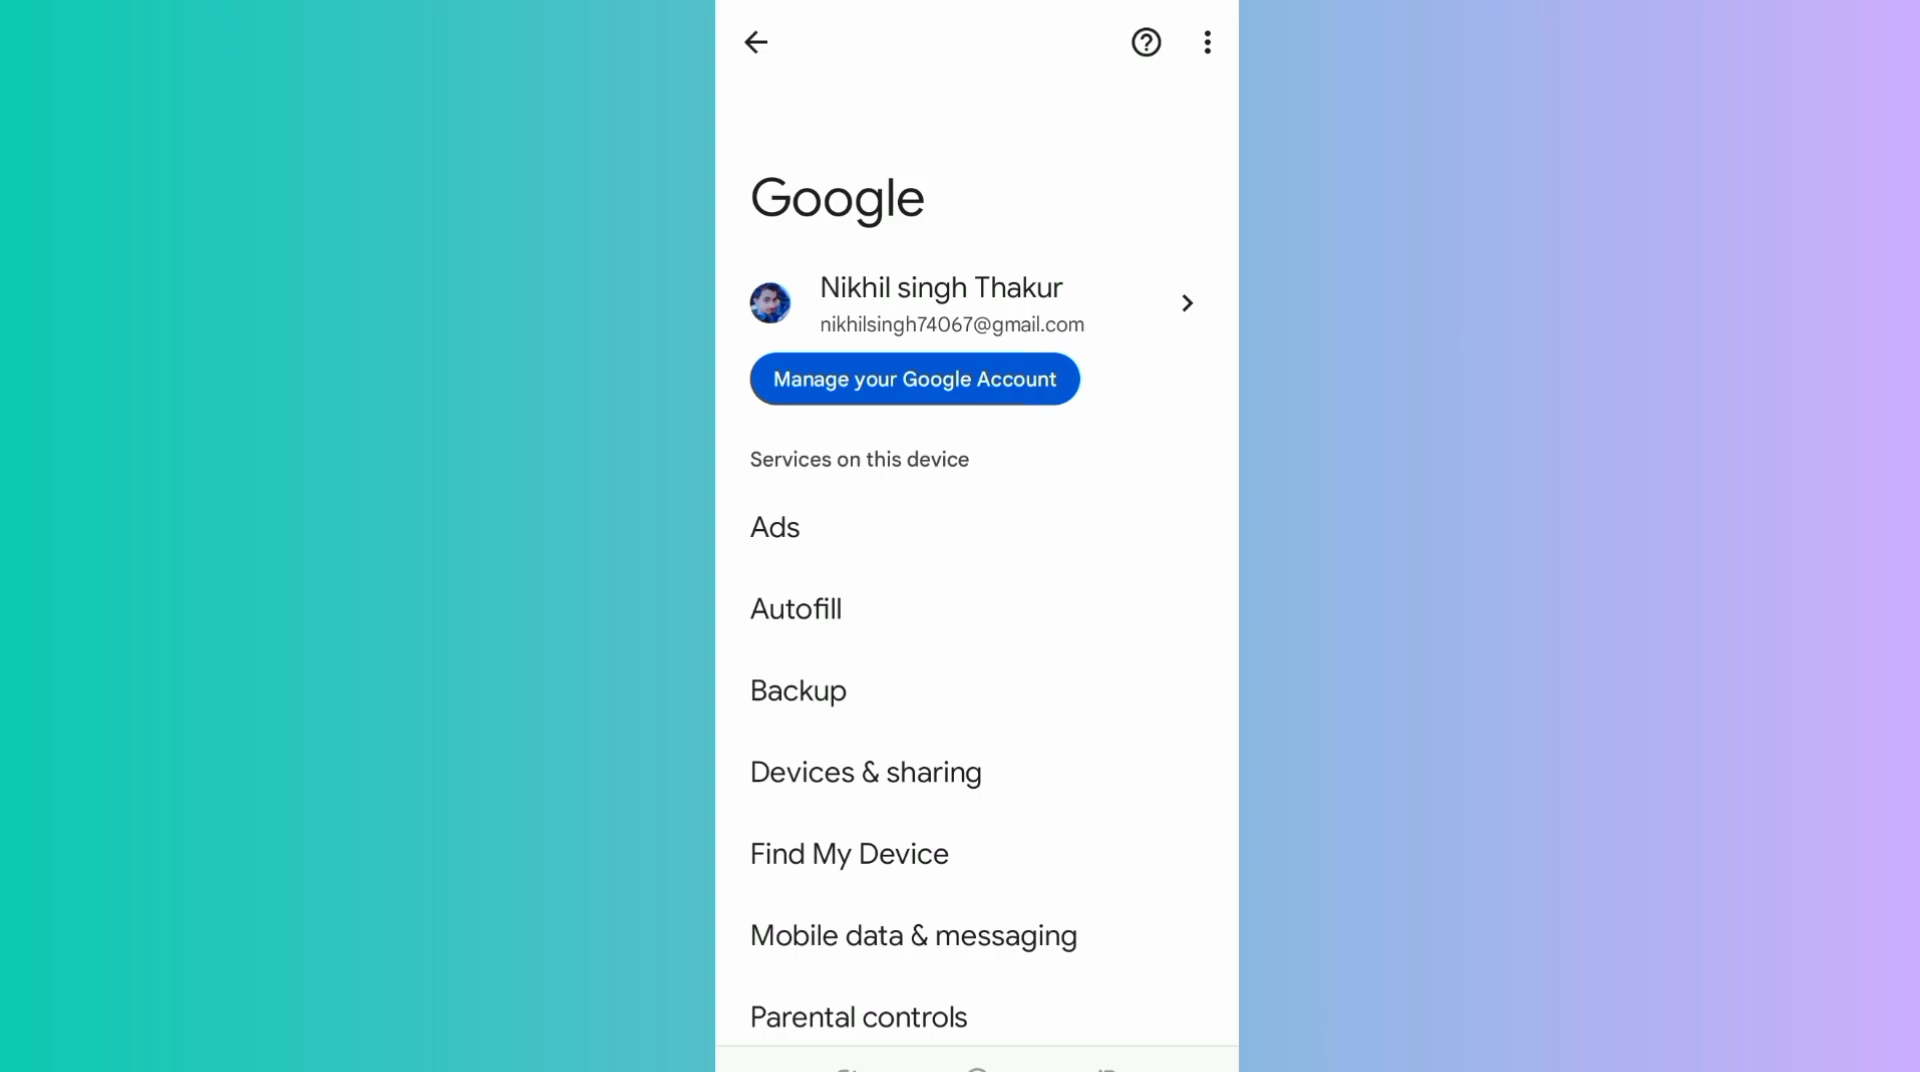 Google
Nikhil singh Thakur
nikhilsingh74067@gmail.com
Manage your Google Account
Services on this device
Ads
Autofill
Backup
Devices & sharing
Find My Device
Mobile data & messaging
Parental controls